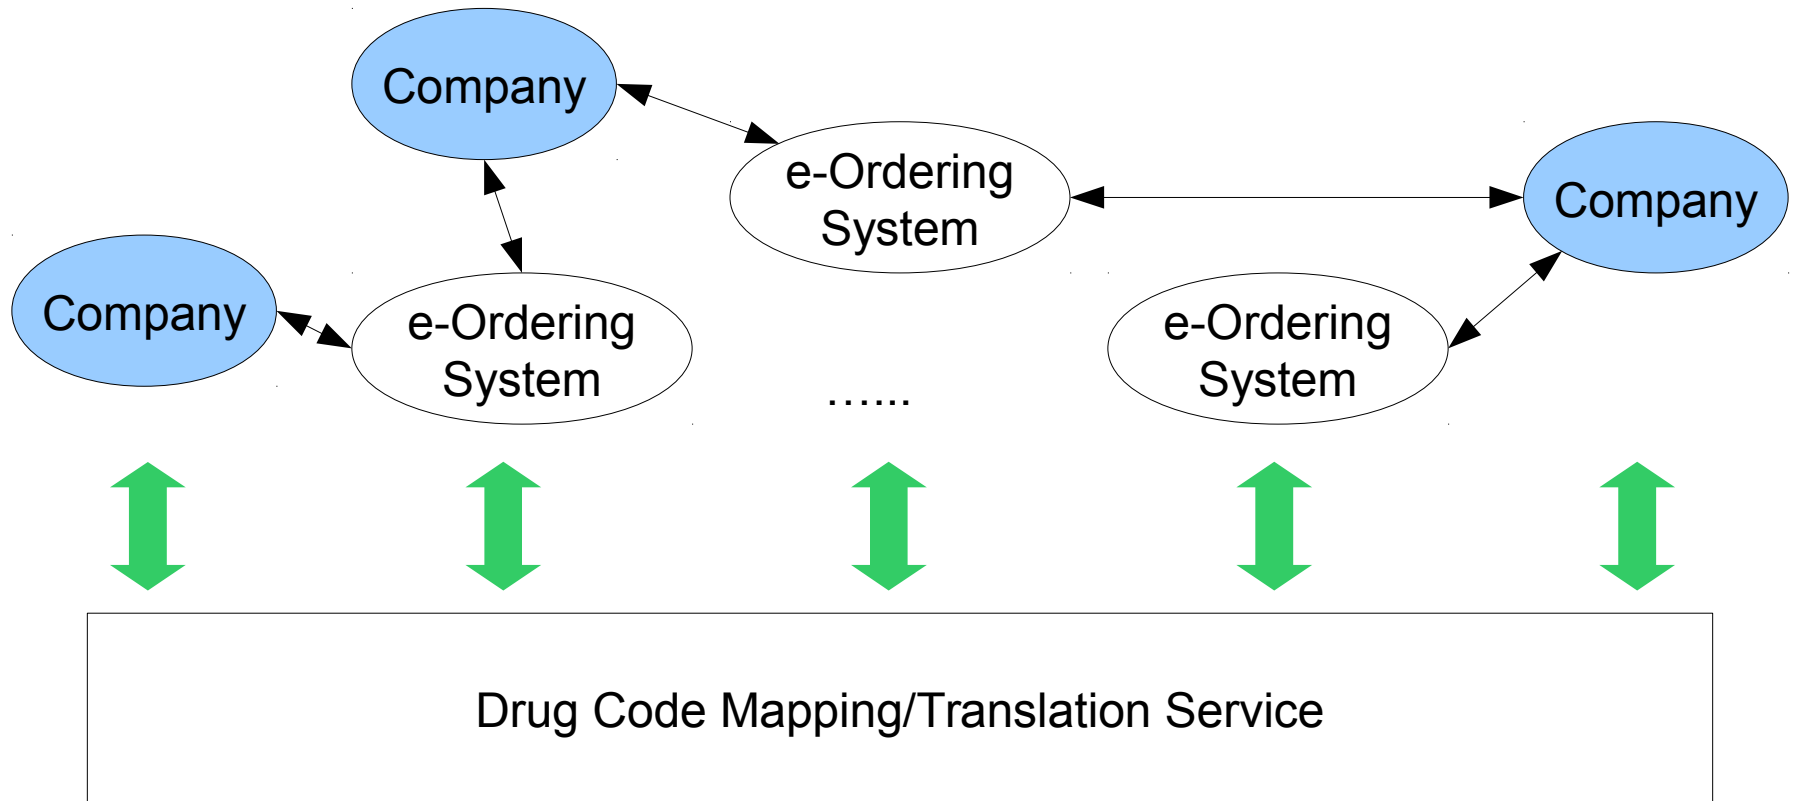 Company
e-Ordering
System
Company
Company
e-Ordering
System
e-Ordering
System
…...
Drug Code Mapping/Translation Service